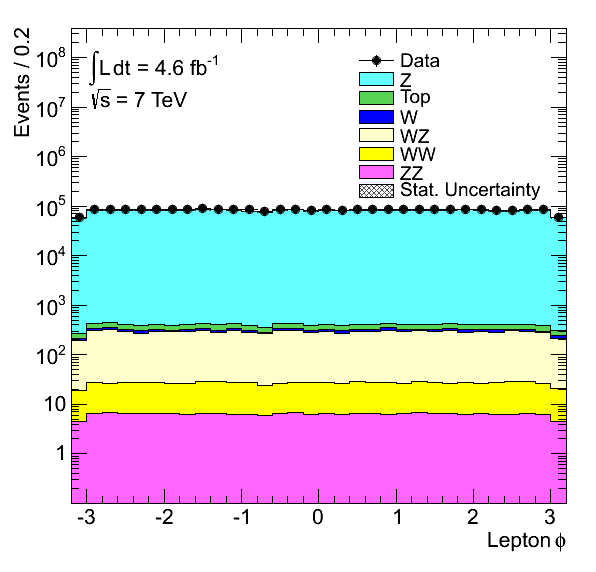 Events / 0.2
10⁸
10⁷
10⁶
10⁵
10⁴
10³
10²
10
1
∫L dt = 4.6 fb⁻¹
√s = 7 TeV
Data
Z
Top
W
WZ
WW
ZZ
Stat. Uncertainty
-3 -2 -1 0 1 2 3
Lepton ϕ